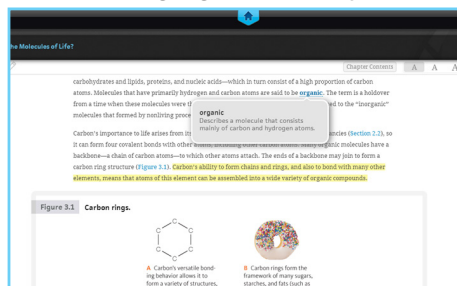 he Molecules of Life?
Chapter Contents A A A
carbohydrates and lipids, proteins, and nucleic acids—which in turn consist of a high proportion of carbon
atoms. Molecules that have primarily hydrogen and carbon atoms are said to be organic. The term is a holdover
from a time when these molecules were th ed to the “inorganic”
molecules that formed by nonliving proce
organic
Describes a molecule that consists
mainly of carbon and hydrogen atoms.
Carbon's importance to life arises from its ancies (Section 2.2), so
it can form four covalent bonds with other atoms, including other carbon atoms. Many organic molecules have a
backbone—a chain of carbon atoms—to which other atoms attach. The ends of a backbone may join to form a
carbon ring structure (Figure 3.1). Carbon's ability to form chains and rings, and also to bond with many other
elements, means that atoms of this element can be assembled into a wide variety of organic compounds.
Figure 3.1 Carbon rings.
C
C C
C C
C
A Carbon's versatile bond-
ing behavior allows it to
form a variety of structures,
B Carbon rings form the
framework of many sugars,
starches, and fats (such as